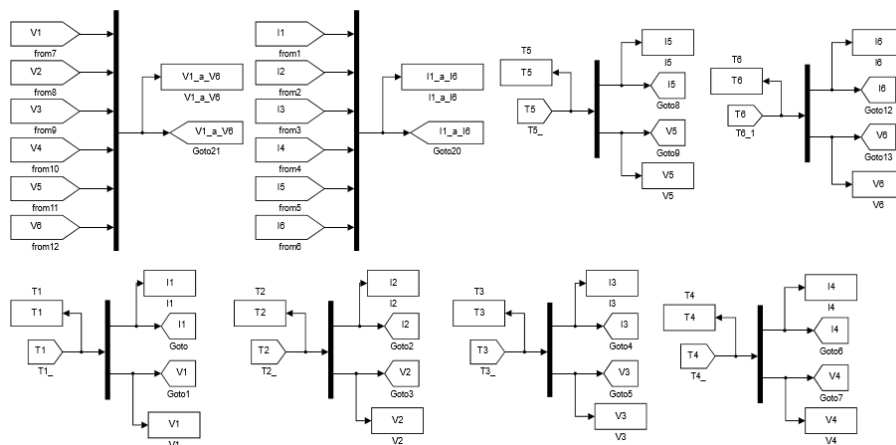 V1
from7
V2
from8
V3
from9
V4
from10
V5
from11
V6
from12
V1_a_V6
V1_a_V6
V1_a_V6
Goto21
I1
from1
I2
from2
I3
from3
I4
from4
I5
from5
I6
from6
I1_a_I6
I1_a_I6
I1_a_I6
Goto20
T5
T5
T5
T5_
I5
I5
I5
Goto8
V5
Goto9
V5
V5
T6
T6
T6
T6_1
I6
I6
I6
Goto12
V6
Goto13
V6
V6
T1
T1
T1
T1_
I1
I1
I1
Goto
V1
Goto1
V1
V1
T2
T2
T2
T2_
I2
I2
I2
Goto2
V2
Goto3
V2
V2
T3
T3
T3
T3_
I3
I3
I3
Goto4
V3
Goto5
V3
V3
T4
T4
T4
T4_
I4
I4
I4
Goto6
V4
Goto7
V4
V4